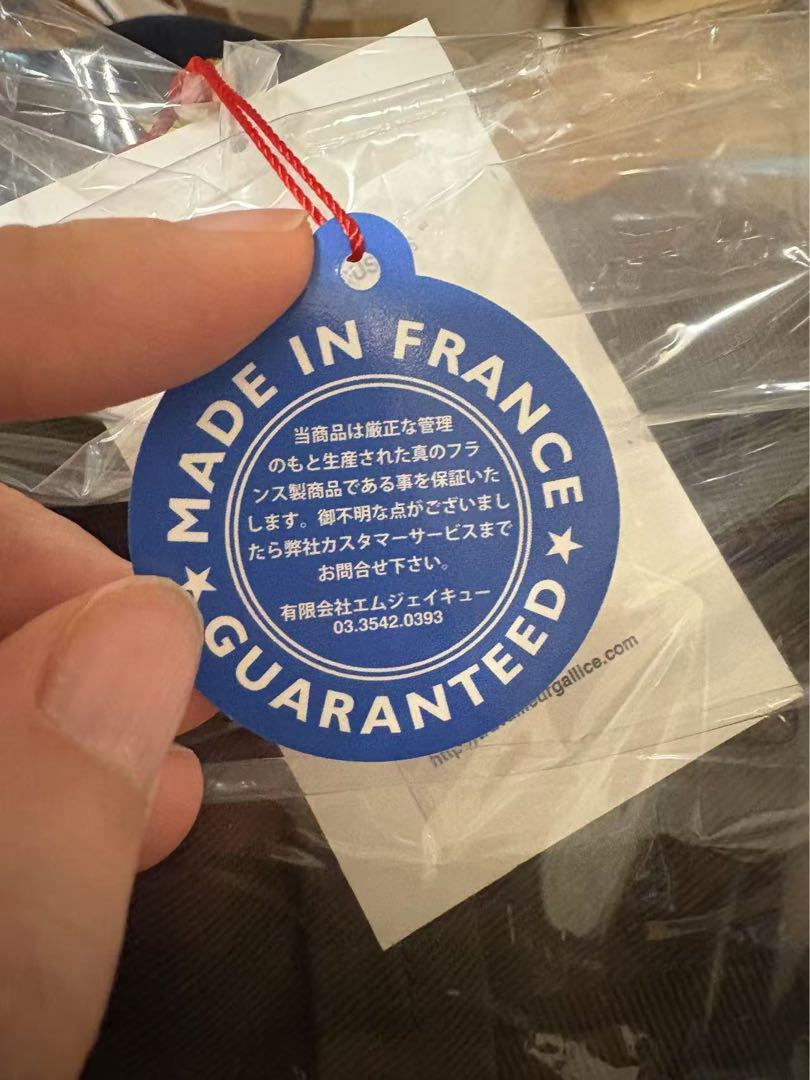 MADE IN FRANCE
当商品は厳正な管理
のもと生産された真のフラ
ンス製商品である事を保証いた
します。御不明な点がございまし
たら弊社カスタマーサービスまで
お問合せ下さい。
有限会社エムジェイキュー
03.3542.0393
GUARANTEED